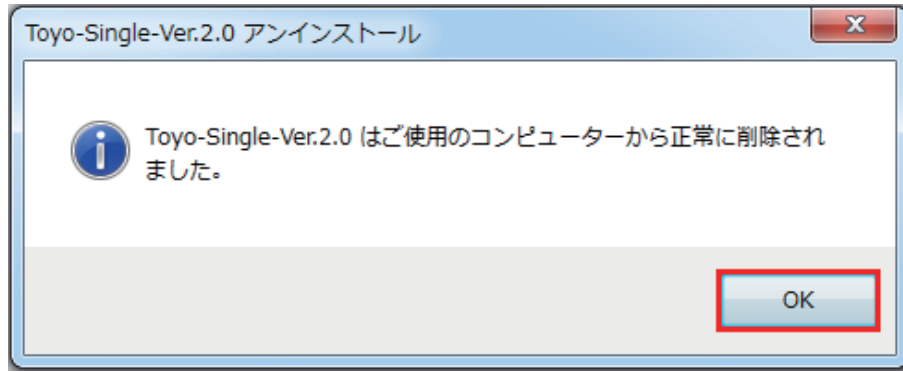 Toyo-Single-Ver.2.0 アンインストール
Toyo-Single-Ver.2.0 はご使用のコンピューターから正常に削除され
ました。
OK